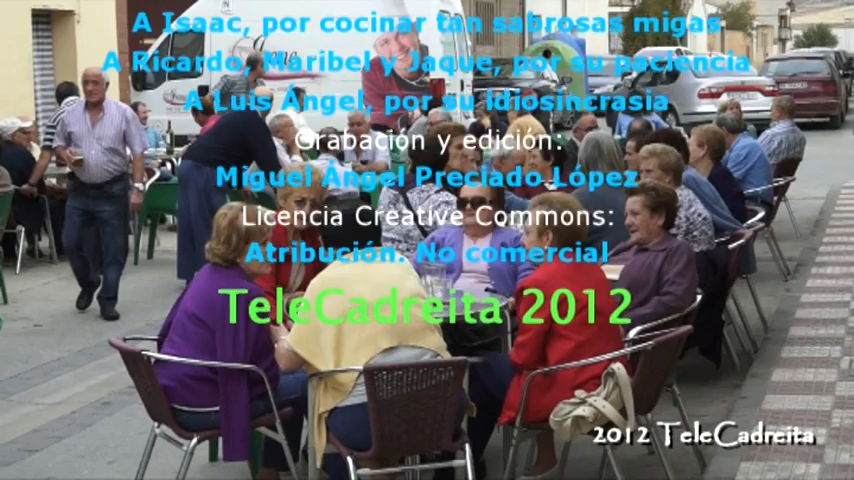 A Isaac, por cocinar tan sabrosas migas
A Ricardo, Maribel y Jaque, por su paciencia
A Luis Ángel, por su idiosincrasia
Grabación y edición:
Miguel Ángel Preciado López
Licencia Creative Commons:
Atribución. No comercial
TeleCadreita 2012
2012 TeleCadreita